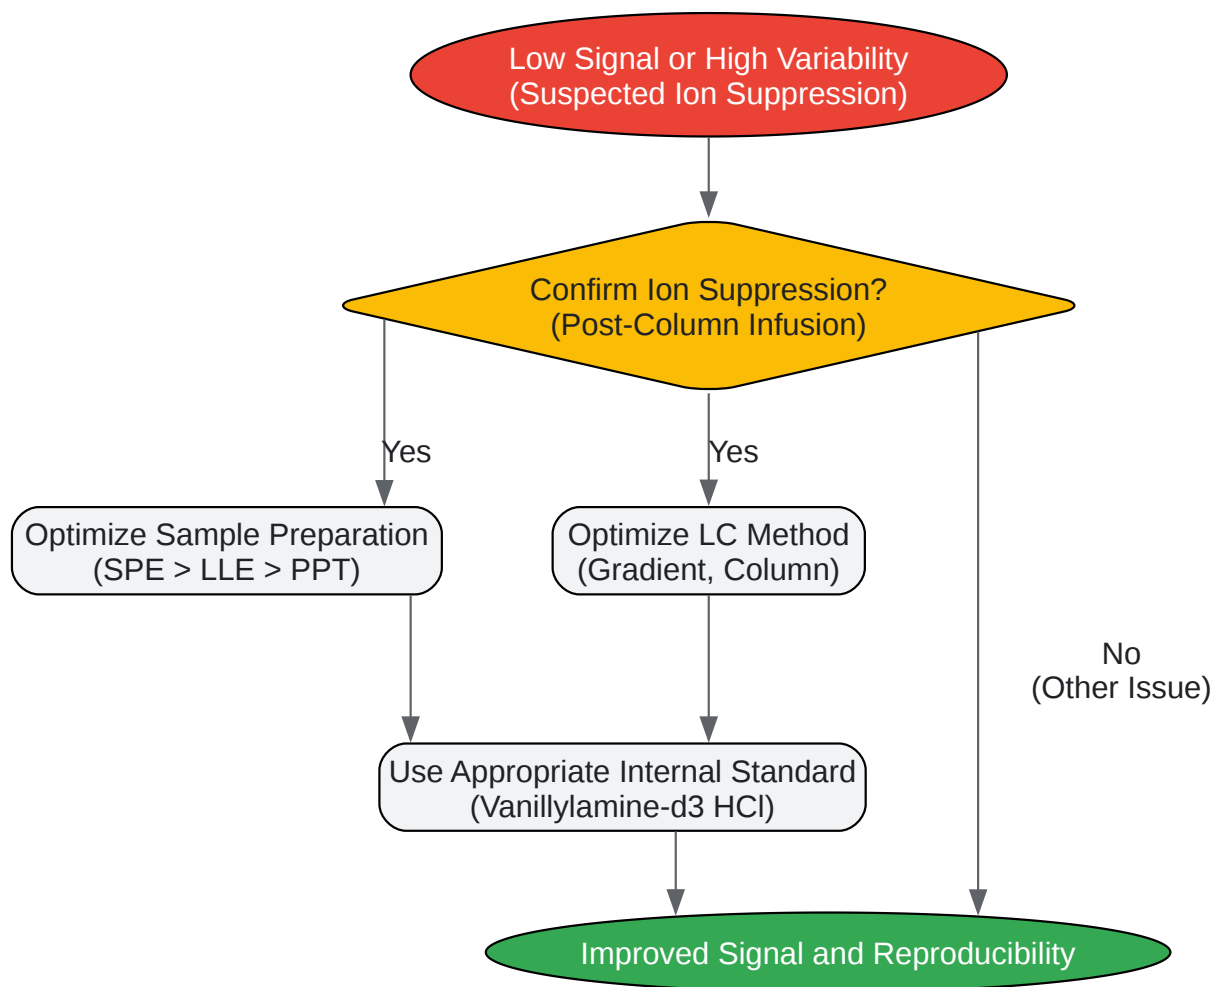 Low Signal or High Variability
(Suspected Ion Suppression)
Confirm Ion Suppression?
(Post-Column Infusion)
Yes
Yes
Optimize Sample Preparation
(SPE > LLE > PPT)
Optimize LC Method
(Gradient, Column)
No
(Other Issue)
Use Appropriate Internal Standard
(Vanillylamine-d3 HCl)
Improved Signal and Reproducibility